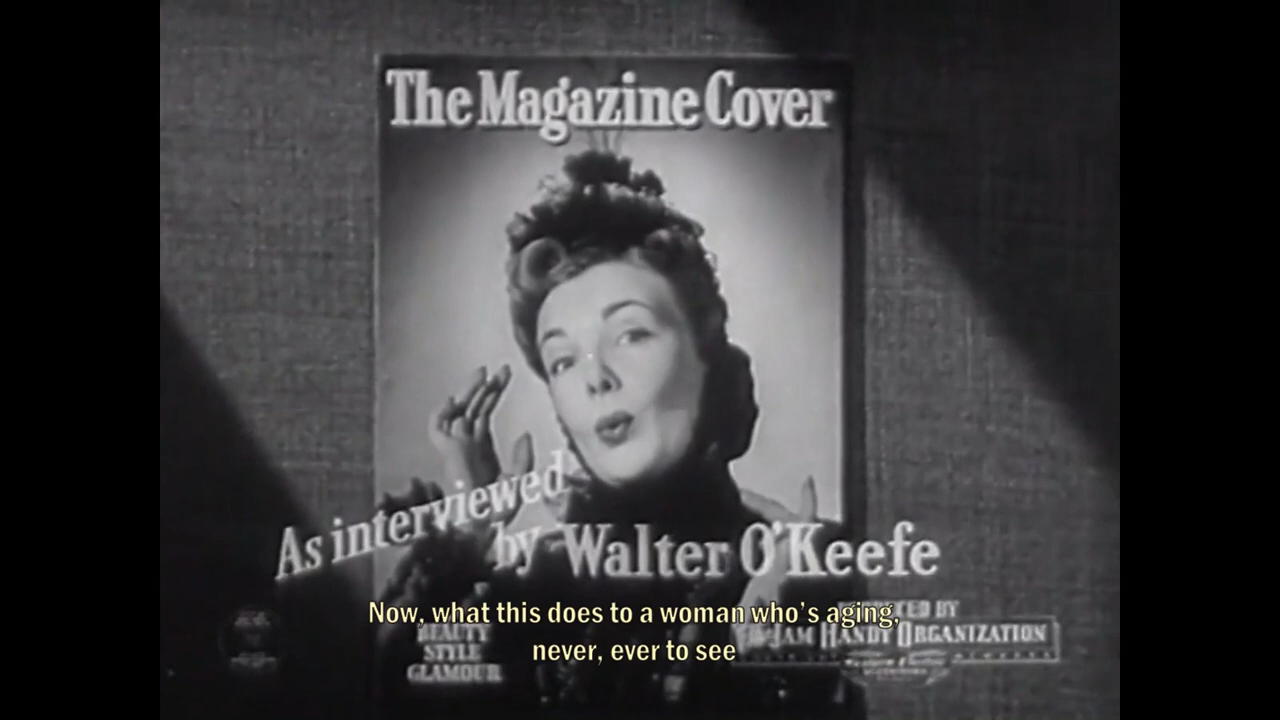 The Magazine Cover
As interviewed
by Walter O'Keefe
Now, what this does to a woman who's aging,
never, ever to see
BEAUTY
STYLE
GLAMOUR
BY
JAM HANDY ORGANIZATION